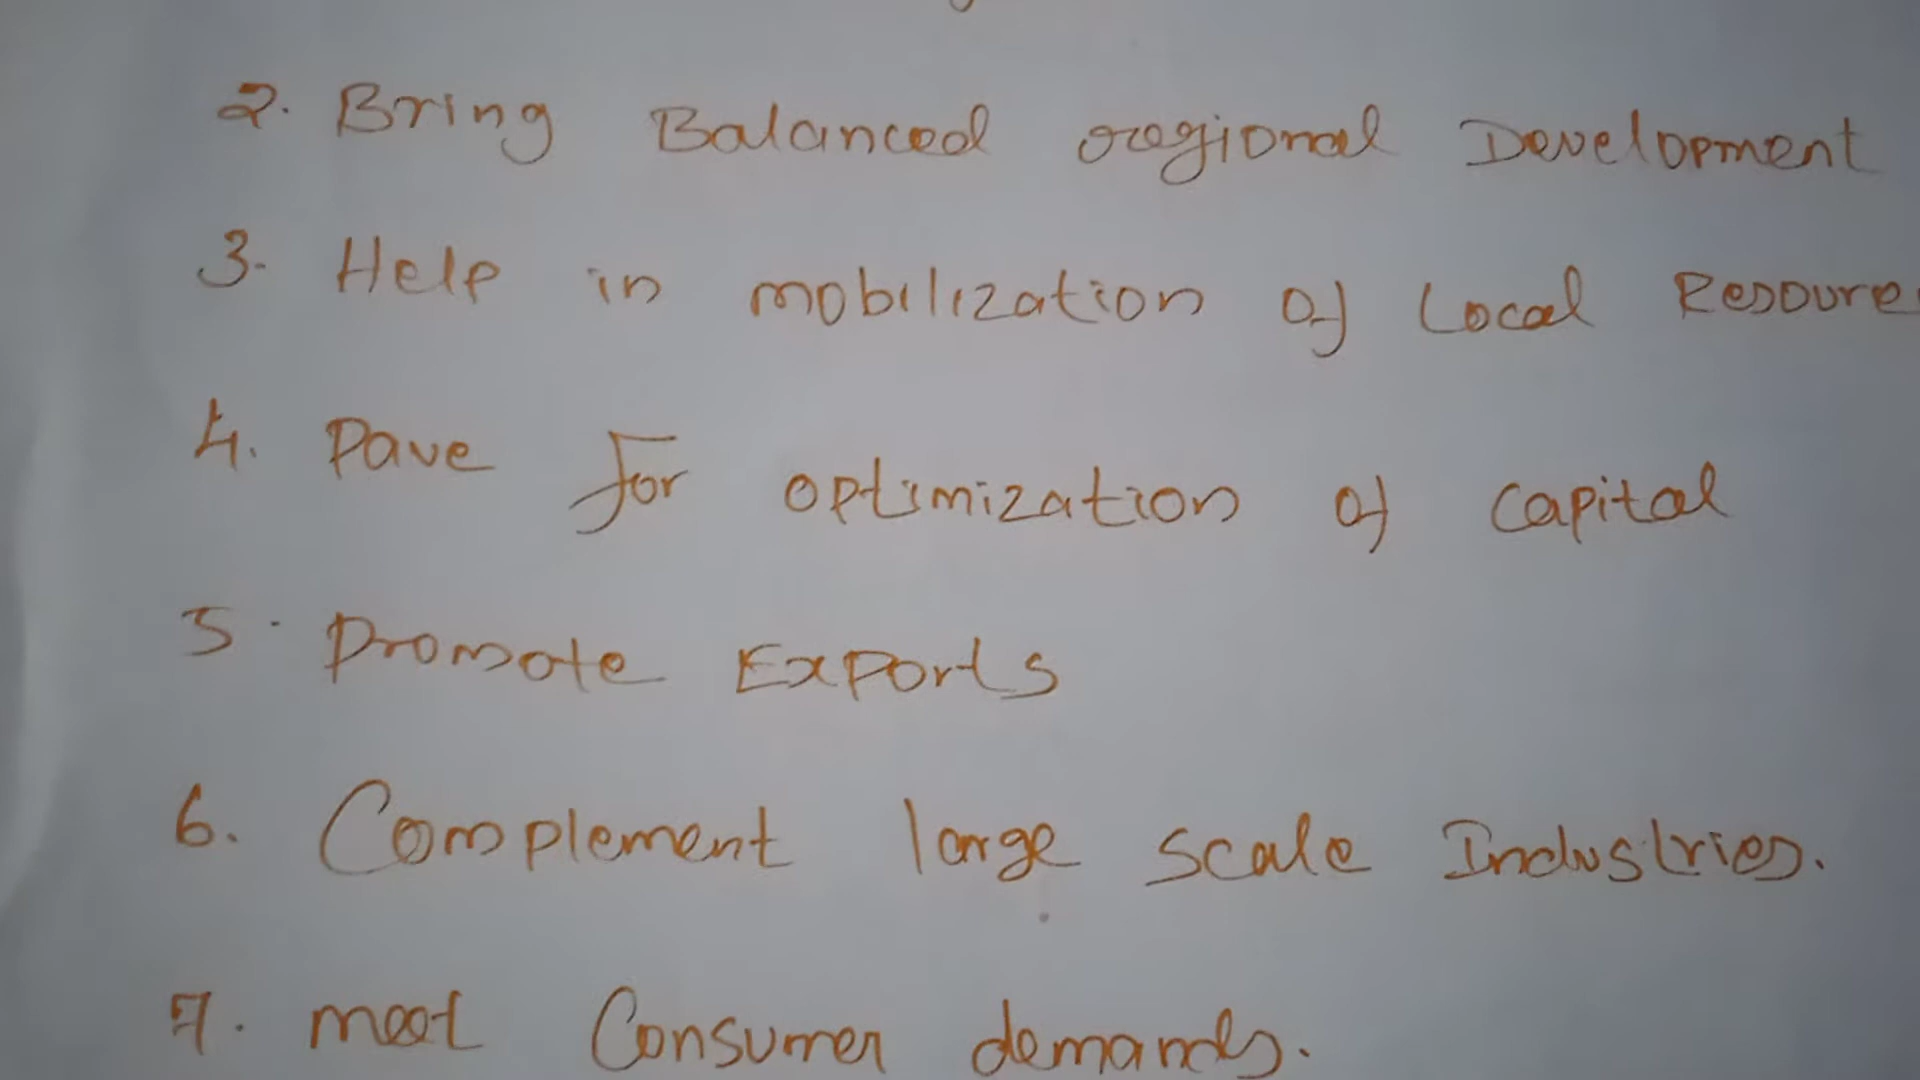 2. Bring Balanced regional Development
3. Help in mobilization of Local Resource
4. Pave for optimization of capital
5. Promote Exports
6. Complement large scale Industries.
7. meet Consumer demands.